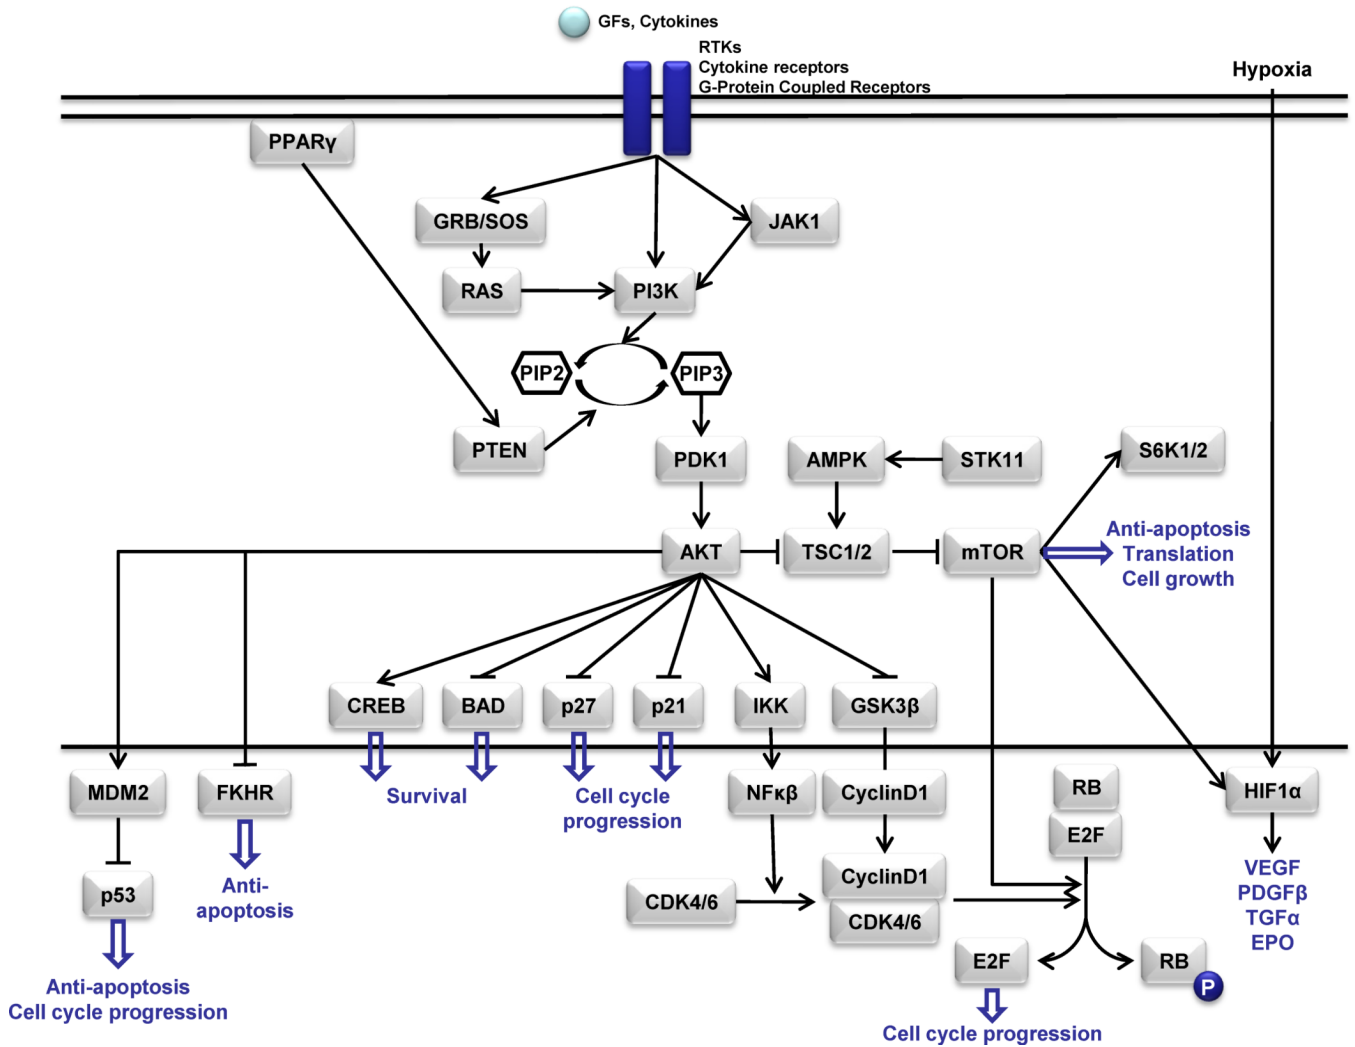 GFs, Cytokines
RTKs
Cytokine receptors
G-Protein Coupled Receptors
Hypoxia
PPARγ
GRB/SOS
JAK1
RAS
PI3K
PIP2
PIP3
PTEN
PDK1
AMPK
STK11
S6K1/2
AKT
TSC1/2
mTOR
Anti-apoptosis
Translation
Cell growth
CREB
BAD
p27
p21
IKK
GSK3β
MDM2
FKHR
Survival
Cell cycle
progression
NFκβ
CyclinD1
RB
E2F
HIF1α
p53
Anti-
apoptosis
CDK4/6
CyclinD1
CDK4/6
VEGF
PDGFβ
TGFα
EPO
E2F
RB
P
Anti-apoptosis
Cell cycle progression
Cell cycle progression